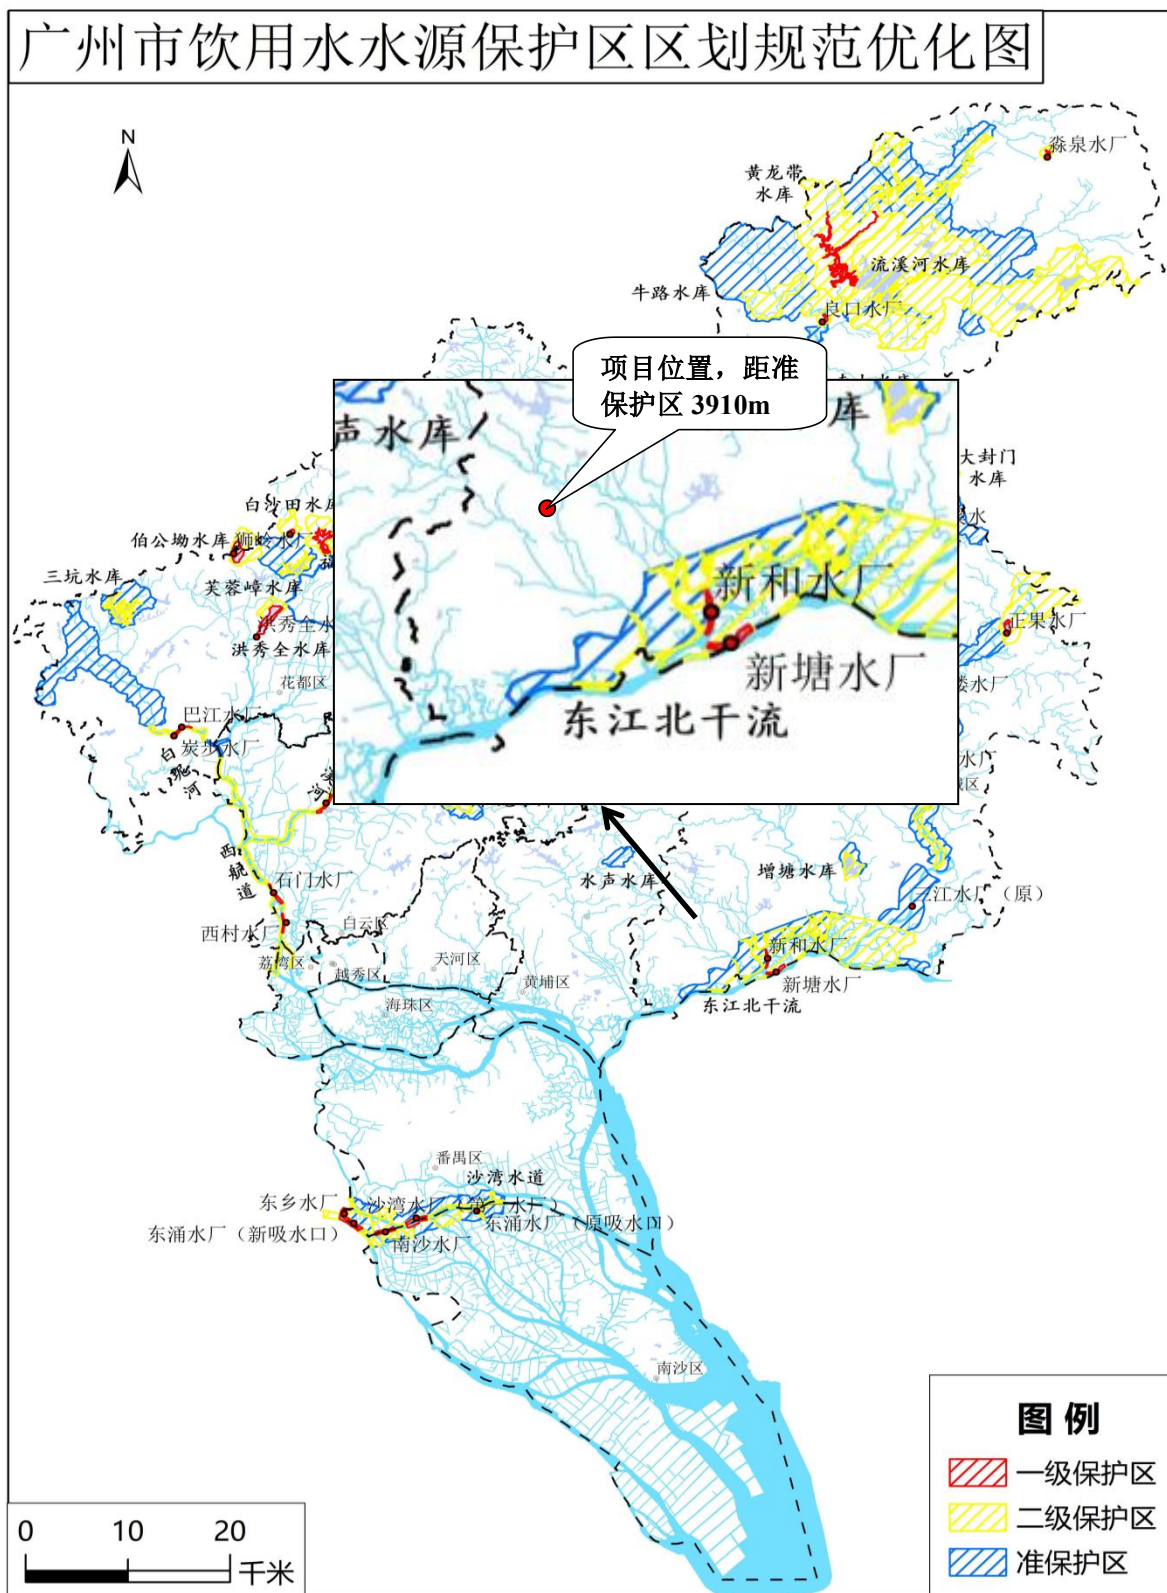 广州市饮用水水源保护区区划规范优化图
N
淼泉水厂
黄龙带
水库
流溪河水库
牛路水库
良口水厂
项目位置，距准
保护区 3910m
声水库
库
大封门
水库
白沙田水库
伯公坳水库
狮岭水厂
三坑水库
芙蓉嶂水库
洪秀全水
洪秀全水库
正果水厂
新和水厂
新塘水厂
东江北干流
花都区
巴江水厂
炭步水厂
白坭河
水厂
西航道
石门水厂
水声水库
增塘水库
三江水厂（原）
西村水厂
白云区
荔湾区
越秀区
天河区
黄埔区
海珠区
新和水厂
新塘水厂
东江北干流
番禺区
沙湾水道
东乡水厂
沙湾水厂
东涌水厂（新吸水口）
东涌水厂（原吸水口）
南沙水厂
南沙区
图 例
一级保护区
二级保护区
准保护区
0 10 20
千米